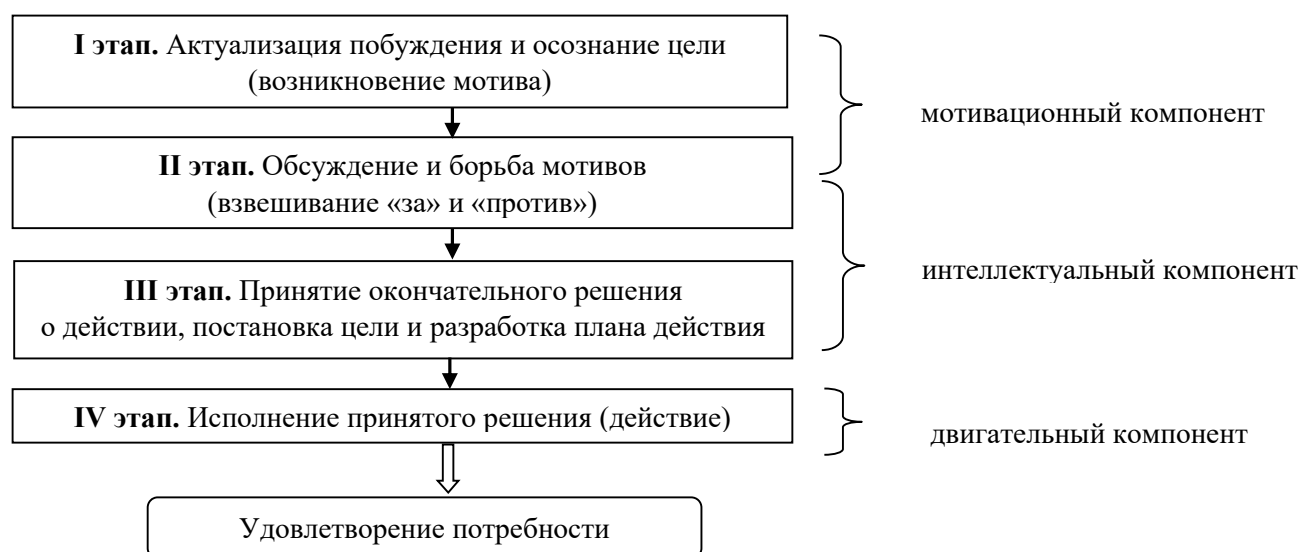 I этап. Актуализация побуждения и осознание цели
(возникновение мотива)
мотивационный компонент
II этап. Обсуждение и борьба мотивов
(взвешивание «за» и «против»)
интеллектуальный компонент
III этап. Принятие окончательного решения
о действии, постановка цели и разработка плана действия
IV этап. Исполнение принятого решения (действие)
двигательный компонент
Удовлетворение потребности